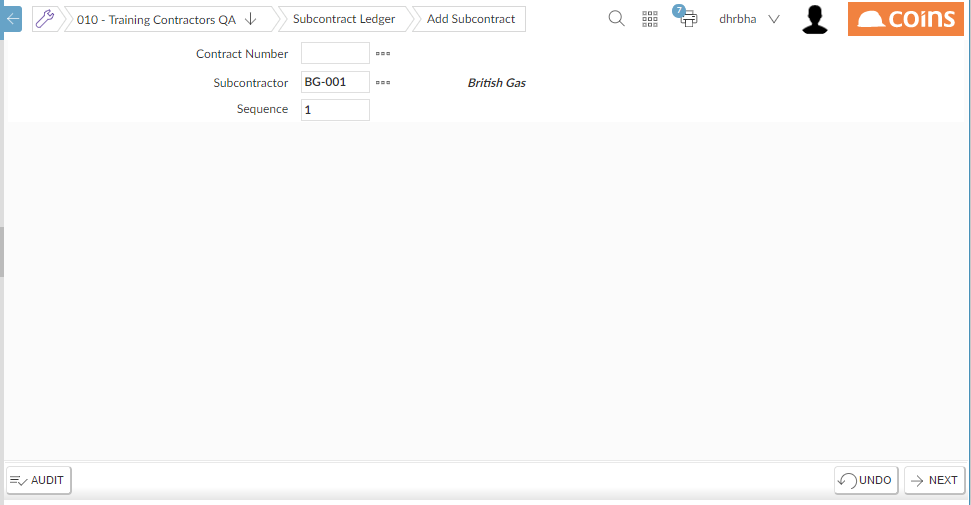 010 - Training Contractors QA Subcontract Ledger Add Subcontract 7 dhrbha coins
Contract Number
Subcontractor BG-001 British Gas
Sequence 1
AUDIT UNDO NEXT